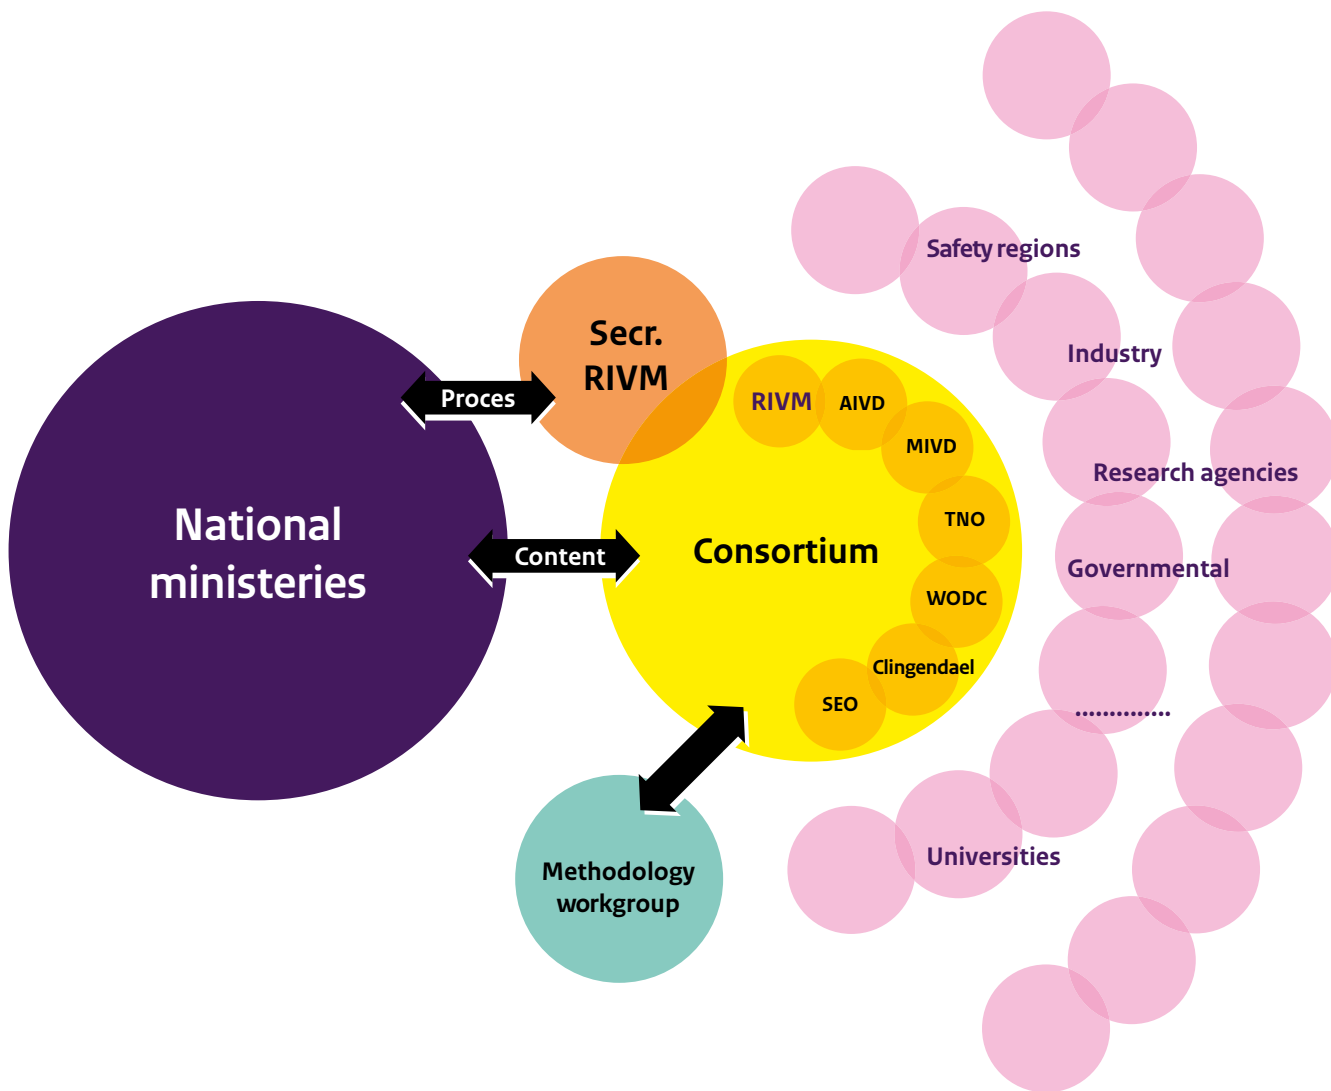 National
ministeries
Proces
Content
Secr.
RIVM
Consortium
RIVM
AIVD
MIVD
TNO
WODC
Clingendael
SEO
Methodology
workgroup
Safety regions
Industry
Research agencies
Governmental
..............
Universities